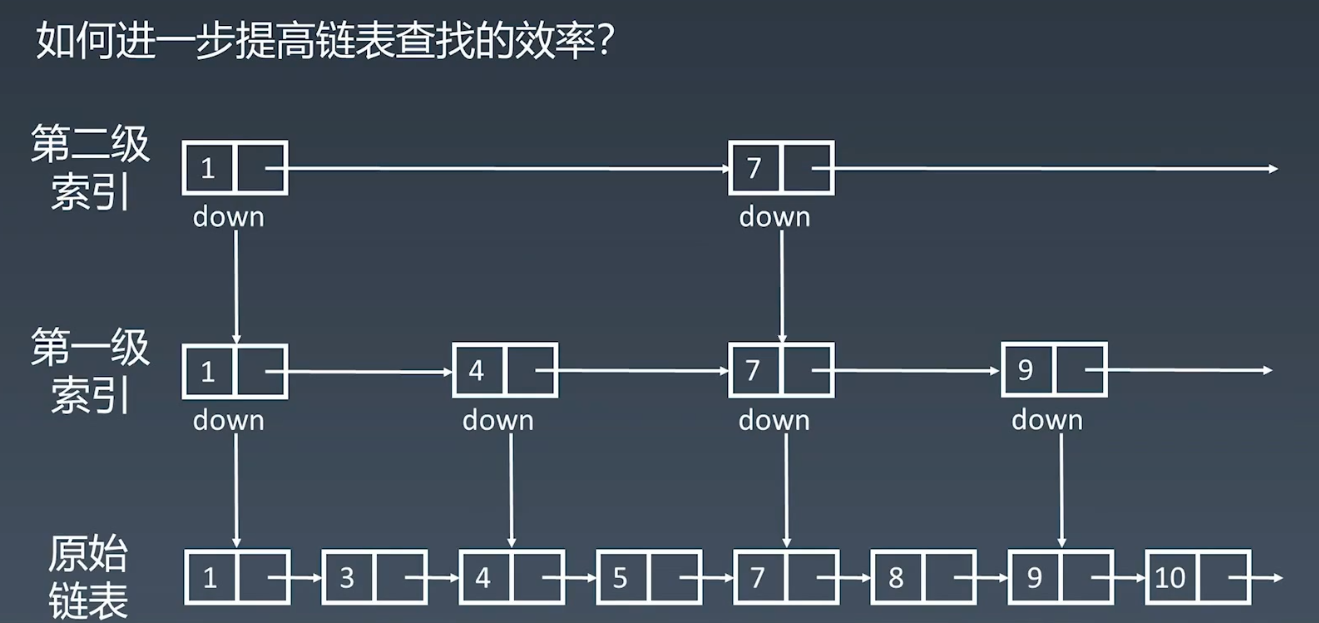 如何进一步提高链表查找的效率?
第二级
索引
1 7
down down
第一级
索引
1 4 7 9
down down down down
原始
链表
1 3 4 5 7 8 9 10